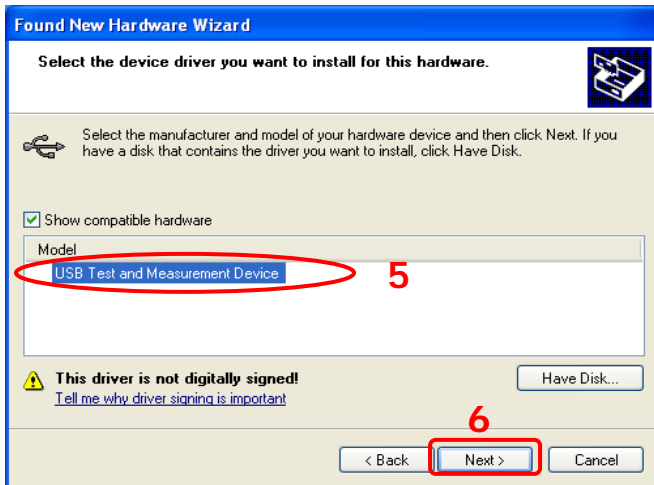 Found New Hardware Wizard
Select the device driver you want to install for this hardware.
Select the manufacturer and model of your hardware device and then click Next. If you
have a disk that contains the driver you want to install, click Have Disk.
Show compatible hardware
Model
USB Test and Measurement Device
5
This driver is not digitally signed!
Have Disk...
Tell me why driver signing is important
6
< Back
Next >
Cancel